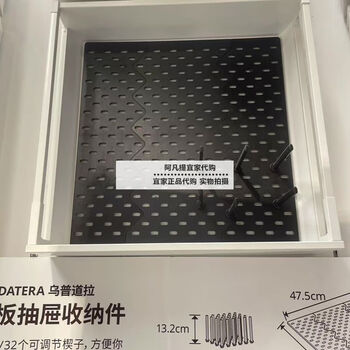 阿凡提宜家代购
宜家正品代购 实物拍摄
DATERA 乌普道拉
板抽屉收纳件
/32个可调节楔子，方便你
13.2cm
47.5cm